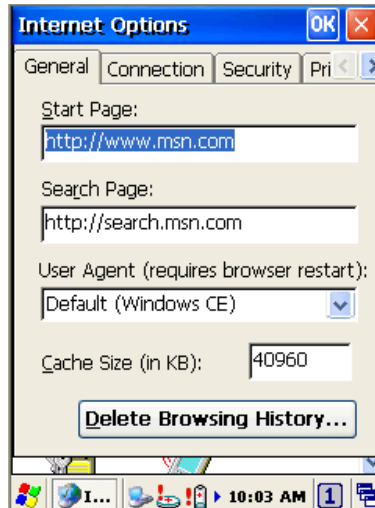 Internet Options OK
General Connection Security Pri
Start Page:
http://www.msn.com
Search Page:
http://search.msn.com
User Agent (requires browser restart):
Default (Windows CE)
Cache Size (in KB): 40960
Delete Browsing History...
I... 10:03 AM 1